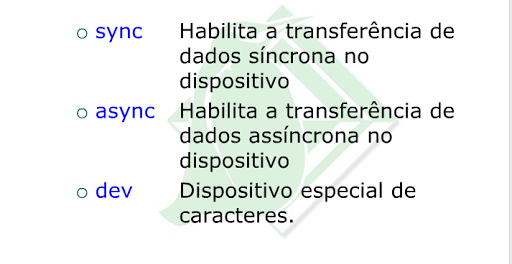 sync Habilita a transferência de
dados síncrona no
dispositivo
async Habilita a transferência de
dados assíncrona no
dispositivo
dev Dispositivo especial de
caracteres.